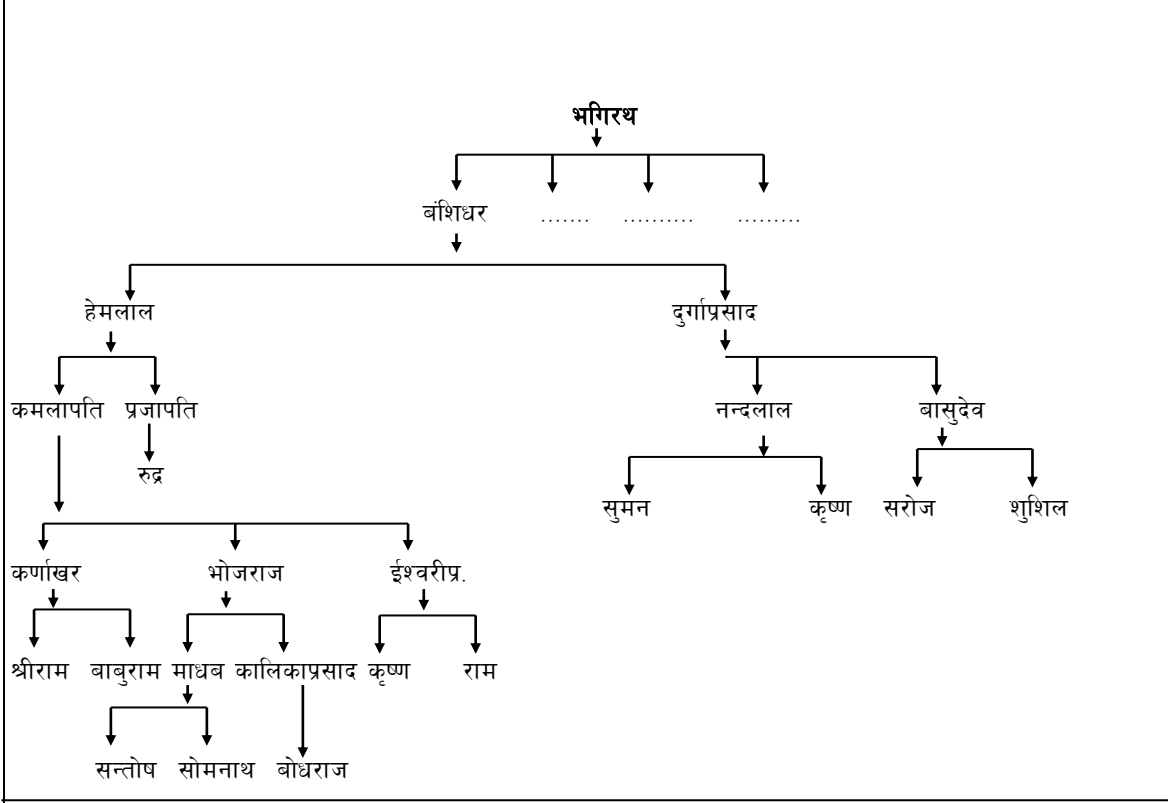 भगिरथ
बंशिधर ....... .......... .........
हेमलाल दुर्गाप्रसाद
कमलापति प्रजापति नन्दलाल बासुदेव
रुद्र
सुमन कृष्ण सरोज शुशिल
कर्णाखर भोजराज ईश्वरीप्र.
श्रीराम बाबुराम माधब कालिकाप्रसाद कृष्ण राम
सन्तोष सोमनाथ बोधराज